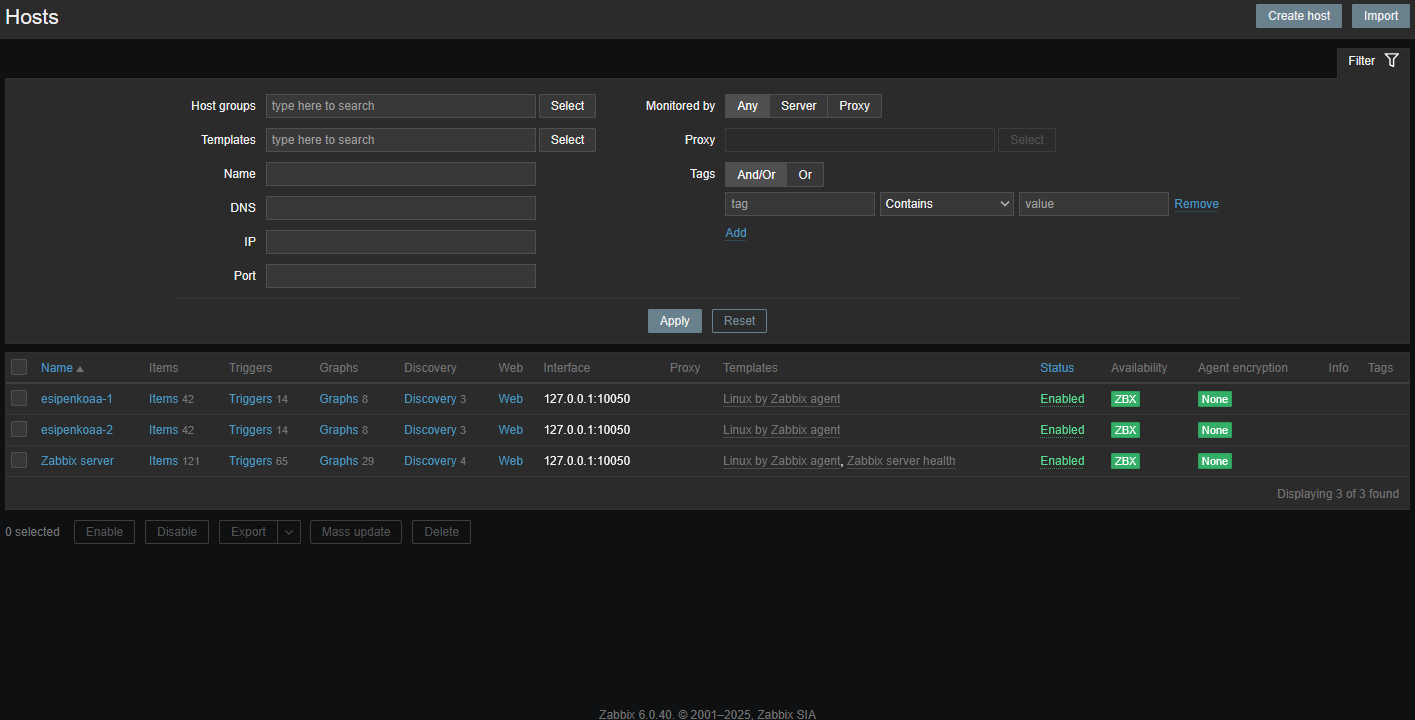 Hosts Create host Import
Filter
Host groups type here to search Select Monitored by Any Server Proxy
Templates type here to search Select Proxy Select
Name Tags And/Or Or
DNS tag Contains value Remove
IP Add
Port
Apply Reset
Name Items Triggers Graphs Discovery Web Interface Proxy Templates Status Availability Agent encryption Info Tags
esipenkoaa-1 Items 42 Triggers 14 Graphs 8 Discovery 3 Web 127.0.0.1:10050 Linux by Zabbix agent Enabled ZBX None
esipenkoaa-2 Items 42 Triggers 14 Graphs 8 Discovery 3 Web 127.0.0.1:10050 Linux by Zabbix agent Enabled ZBX None
Zabbix server Items 121 Triggers 65 Graphs 29 Discovery 4 Web 127.0.0.1:10050 Linux by Zabbix agent, Zabbix server health Enabled ZBX None
Displaying 3 of 3 found
0 selected Enable Disable Export Mass update Delete
Zabbix 6.0.40. © 2001–2025, Zabbix SIA